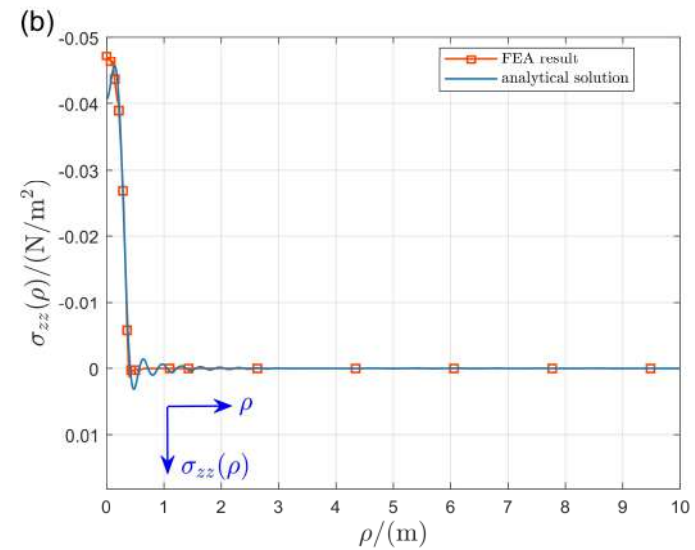 (b)
-0.05
-0.04
-0.03
-0.02
-0.01
0
0.01
σzz(ρ)/(N/m²)
FEA result
analytical solution
ρ
σzz(ρ)
0 1 2 3 4 5 6 7 8 9 10
ρ/(m)